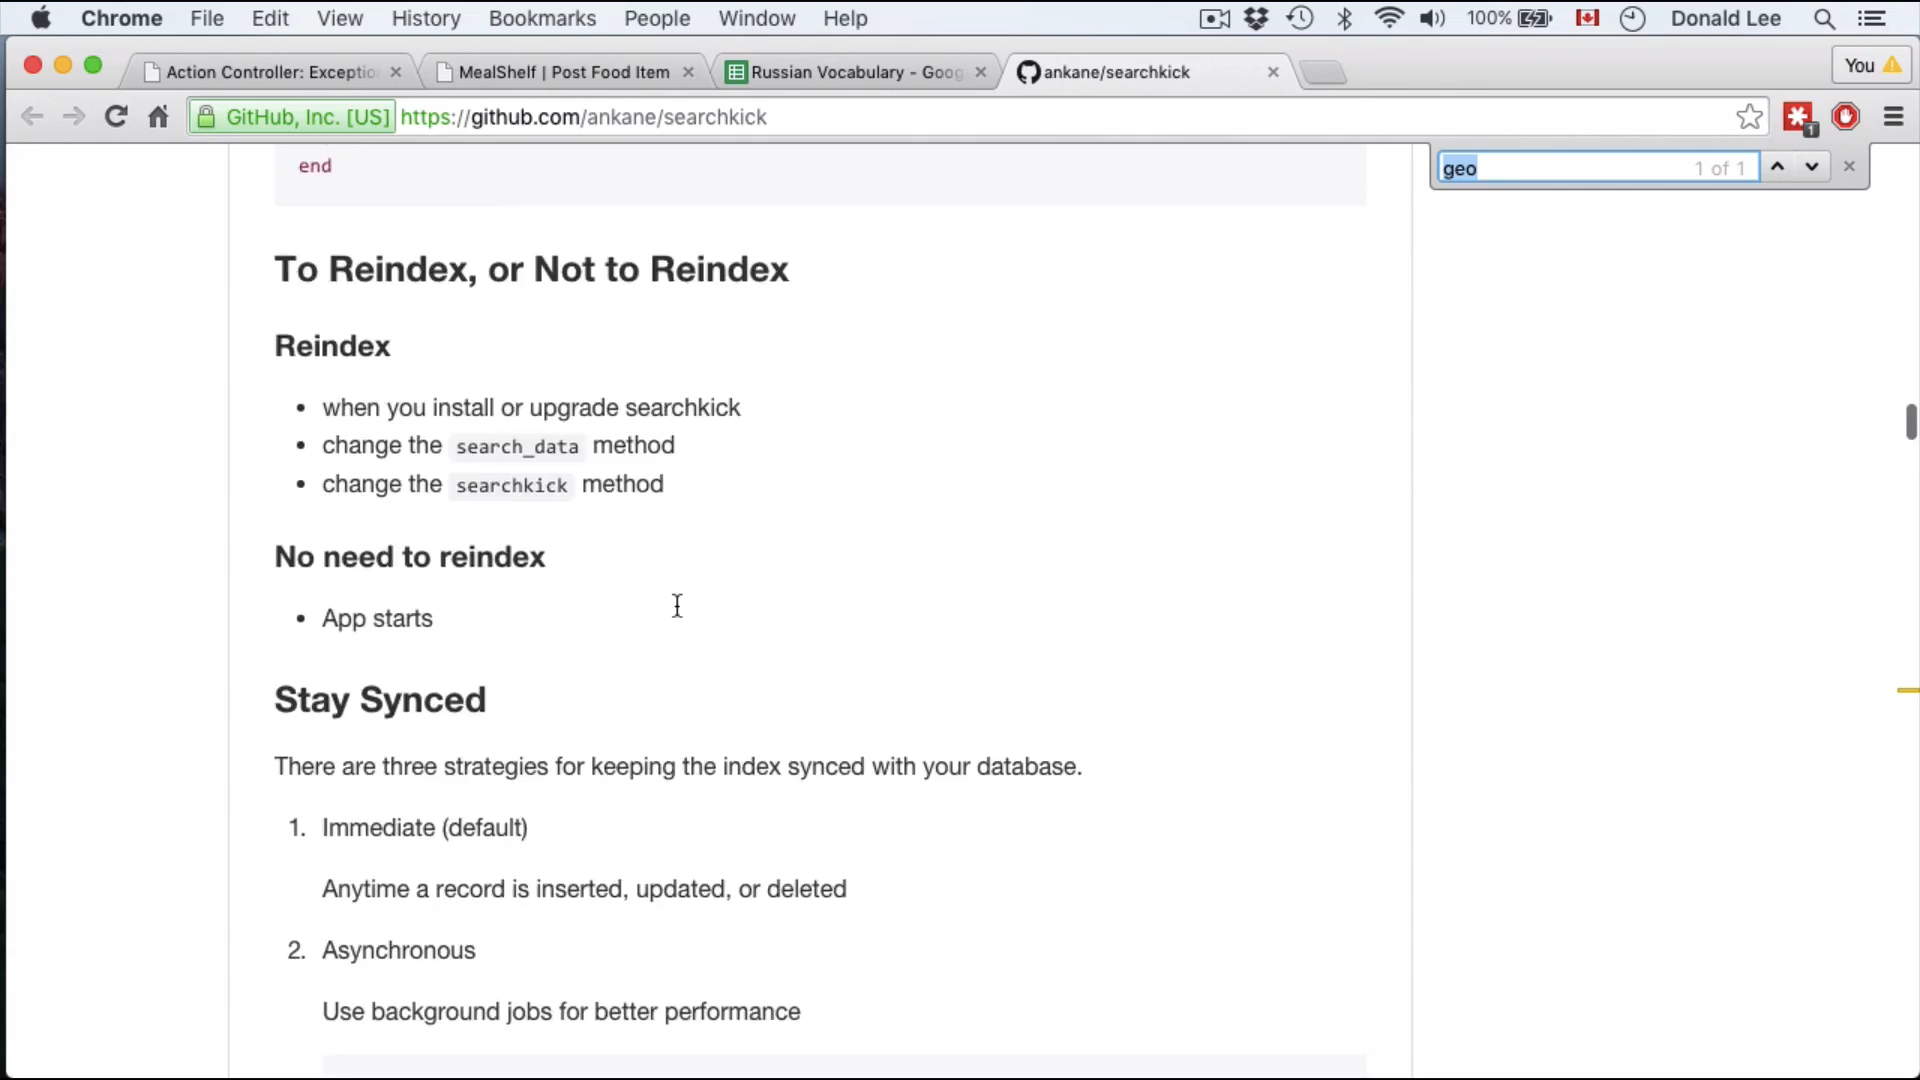 Chrome File Edit View History Bookmarks People Window Help 100% Donald Lee
Action Controller: Exceptio MealShelf | Post Food Item Russian Vocabulary - Goog ankane/searchkick You
GitHub, Inc. [US] https://github.com/ankane/searchkick 1
geo 1 of 1
end
To Reindex, or Not to Reindex
Reindex
• when you install or upgrade searchkick
• change the search_data method
• change the searchkick method
No need to reindex
• App starts
Stay Synced
There are three strategies for keeping the index synced with your database.
1. Immediate (default)
Anytime a record is inserted, updated, or deleted
2. Asynchronous
Use background jobs for better performance